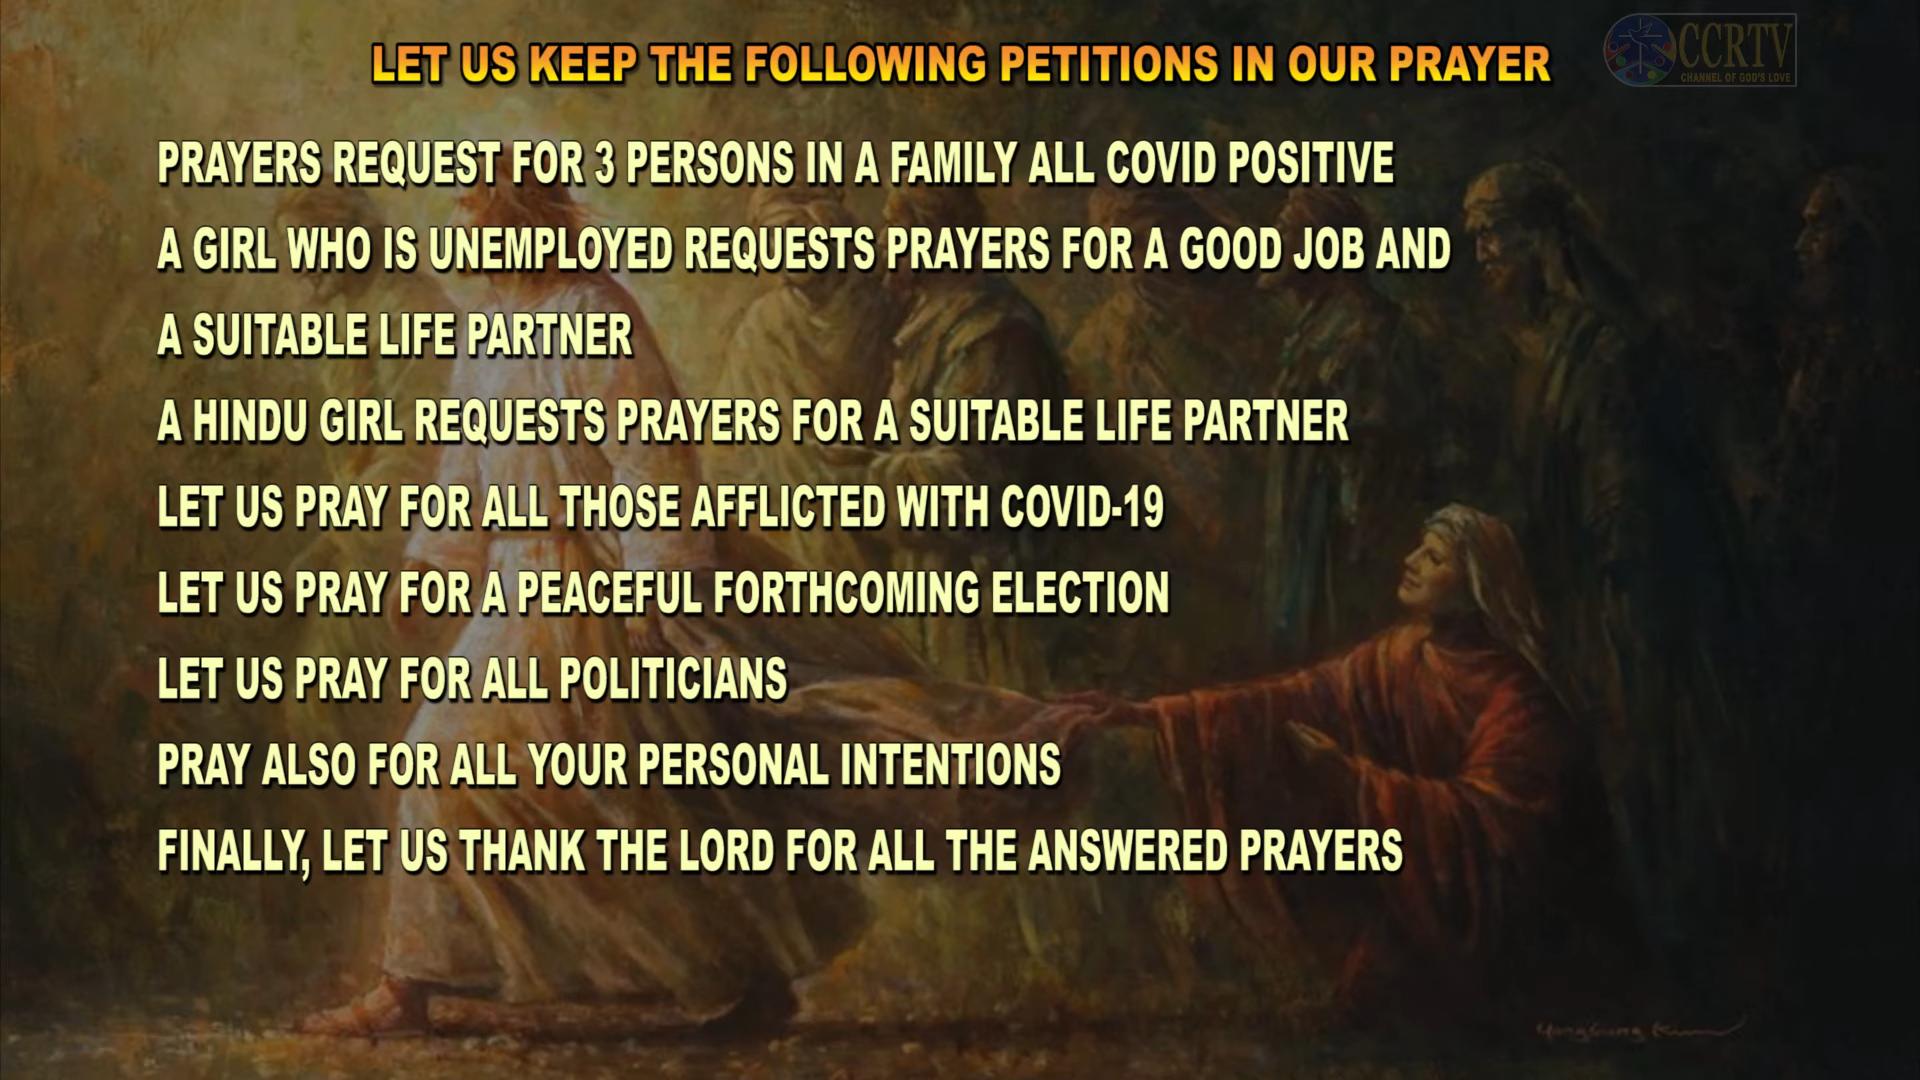 LET US KEEP THE FOLLOWING PETITIONS IN OUR PRAYER
CCRTV
CHANNEL OF GOD'S LOVE
PRAYERS REQUEST FOR 3 PERSONS IN A FAMILY ALL COVID POSITIVE
A GIRL WHO IS UNEMPLOYED REQUESTS PRAYERS FOR A GOOD JOB AND
A SUITABLE LIFE PARTNER
A HINDU GIRL REQUESTS PRAYERS FOR A SUITABLE LIFE PARTNER
LET US PRAY FOR ALL THOSE AFFLICTED WITH COVID-19
LET US PRAY FOR A PEACEFUL FORTHCOMING ELECTION
LET US PRAY FOR ALL POLITICIANS
PRAY ALSO FOR ALL YOUR PERSONAL INTENTIONS
FINALLY, LET US THANK THE LORD FOR ALL THE ANSWERED PRAYERS